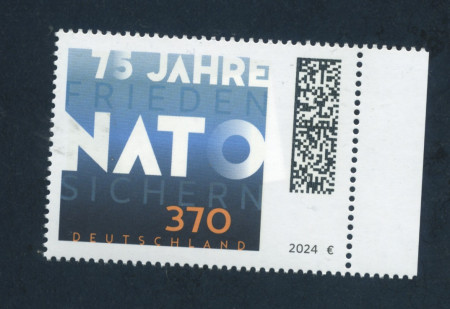 75 JAHRE
FRIEDEN
NATO
SICHERN
370
DEUTSCHLAND
2024 €